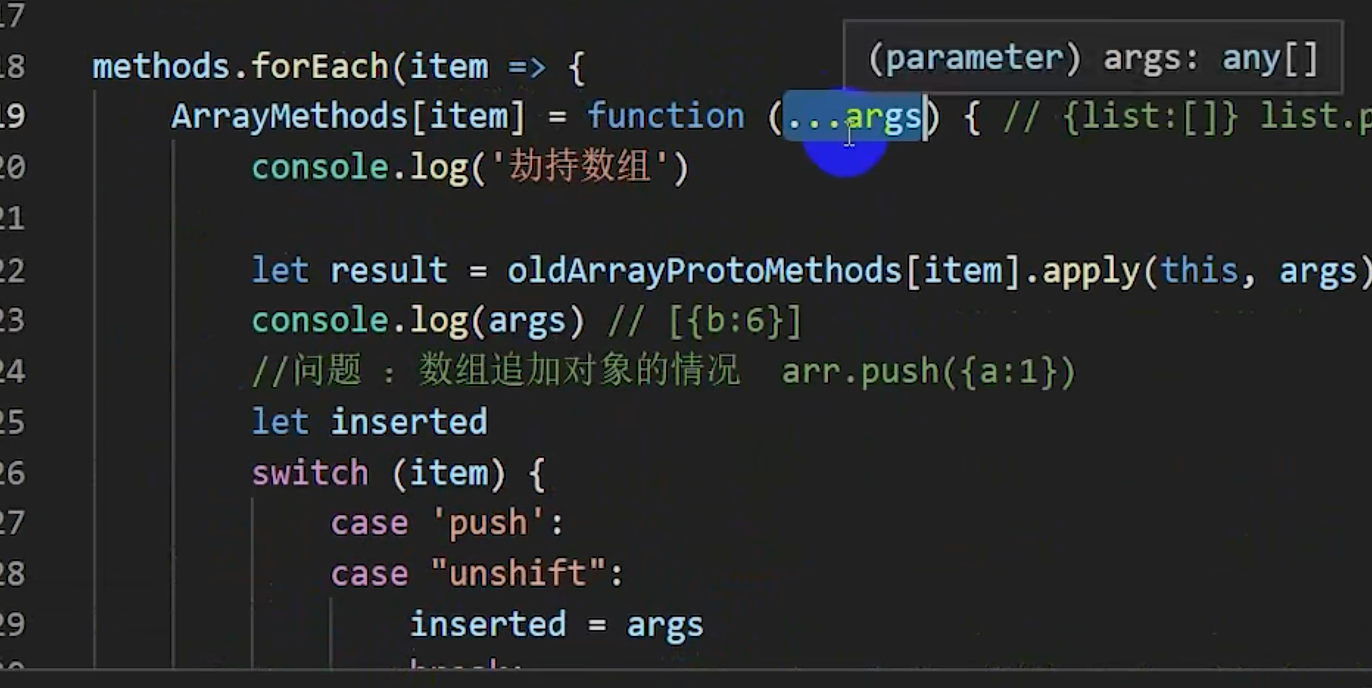 17
18 methods.forEach(item => {
(parameter) args: any[]
19 ArrayMethods[item] = function (...args) { // {list:[]} list.p
20 console.log('劫持数组')
21
22 let result = oldArrayProtoMethods[item].apply(this, args)
23 console.log(args) // [{b:6}]
24 //问题 : 数组追加对象的情况 arr.push({a:1})
25 let inserted
26 switch (item) {
27 case 'push':
28 case "unshift":
29 inserted = args